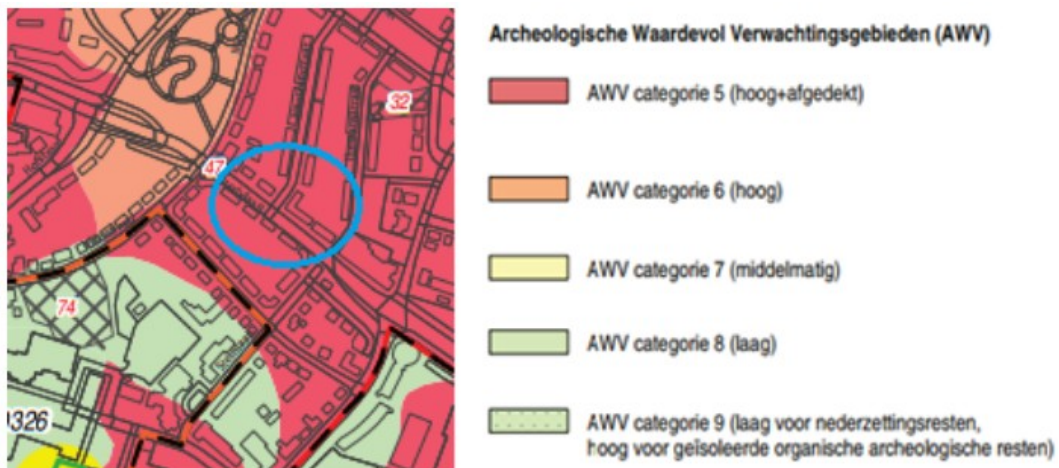 Archeologische Waardevol Verwachtingsgebieden (AWV)
AWV categorie 5 (hoog+afgedekt)
AWV categorie 6 (hoog)
AWV categorie 7 (middelmatig)
AWV categorie 8 (laag)
AWV categorie 9 (laag voor nederzettingsresten,
hoog voor geïsoleerde organische archeologische resten)
32
47
74
0326